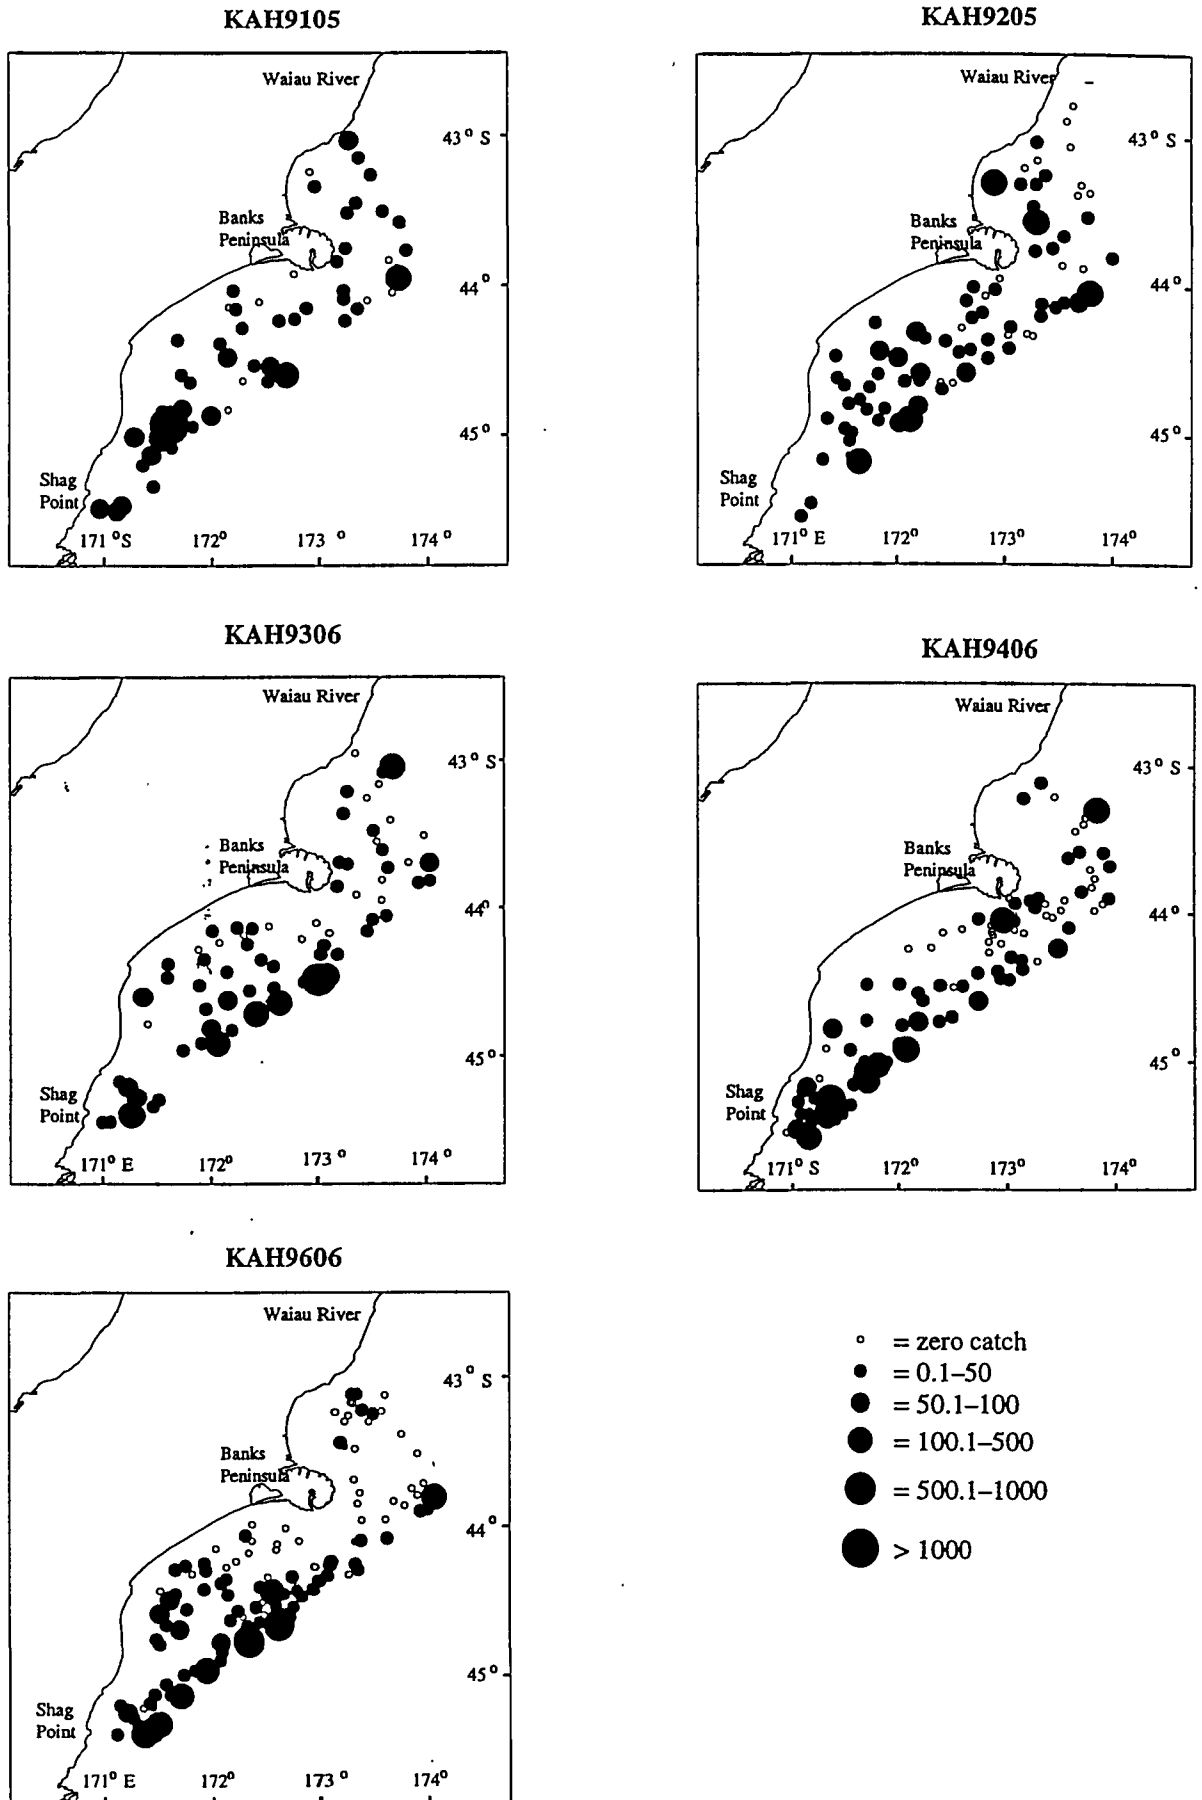 KAH9105
Waiau River
43° S
Banks
Peninsula
44°
45°
Shag
Point
171° S 172° 173° 174°
KAH9205
Waiau River
43° S
Banks
Peninsula
44°
45°
Shag
Point
171° E 172° 173° 174°
KAH9306
Waiau River
43° S
Banks
Peninsula
44°
45°
Shag
Point
171° E 172° 173° 174°
KAH9406
Waiau River
43° S
Banks
Peninsula
44°
45°
Shag
Point
171° S 172° 173° 174°
KAH9606
Waiau River
43° S
Banks
Peninsula
44°
45°
Shag
Point
171° E 172° 173° 174°
= zero catch
= 0.1–50
= 50.1–100
= 100.1–500
= 500.1–1000
> 1000